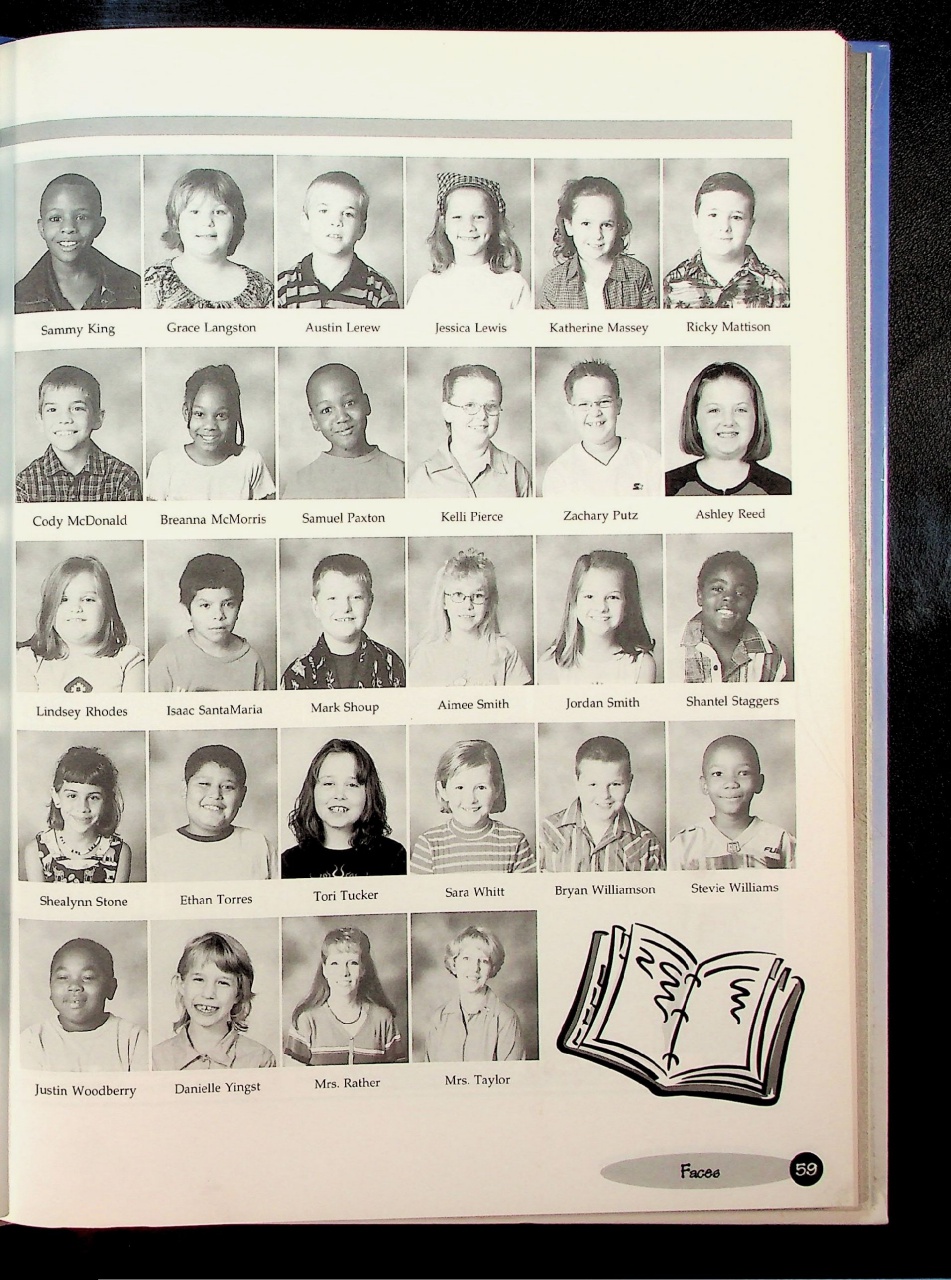 Sammy King Grace Langston Austin Lerew Jessica Lewis Katherine Massey Ricky Mattison
Cody McDonald Breanna McMorris Samuel Paxton Kelli Pierce Zachary Putz Ashley Reed
Lindsey Rhodes Isaac SantaMaria Mark Shoup Aimee Smith Jordan Smith Shantel Staggers
Shealynn Stone Ethan Torres Tori Tucker Sara Whitt Bryan Williamson Stevie Williams
Justin Woodberry Danielle Yingst Mrs. Rather Mrs. Taylor
Faces 59